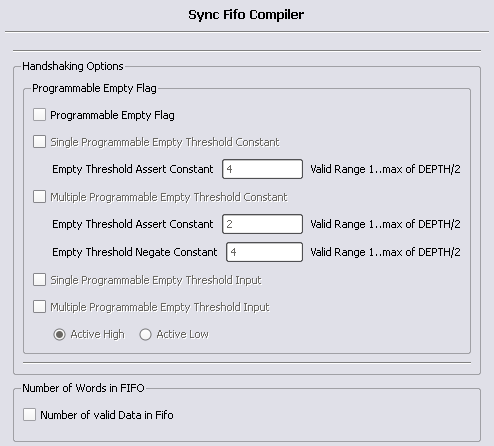 Sync Fifo Compiler
Handshaking Options
Programmable Empty Flag
Programmable Empty Flag
Single Programmable Empty Threshold Constant
Empty Threshold Assert Constant 4 Valid Range 1..max of DEPTH/2
Multiple Programmable Empty Threshold Constant
Empty Threshold Assert Constant 2 Valid Range 1..max of DEPTH/2
Empty Threshold Negate Constant 4 Valid Range 1..max of DEPTH/2
Single Programmable Empty Threshold Input
Multiple Programmable Empty Threshold Input
Active High Active Low
Number of Words in FIFO
Number of valid Data in Fifo